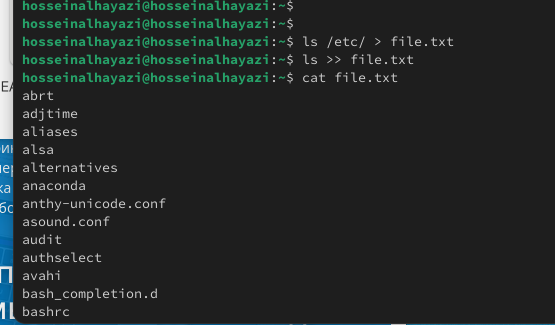 hosseinalhayazi@hosseinalhayazi:~$
hosseinalhayazi@hosseinalhayazi:~$
hosseinalhayazi@hosseinalhayazi:~$ ls /etc/ > file.txt
hosseinalhayazi@hosseinalhayazi:~$ ls >> file.txt
hosseinalhayazi@hosseinalhayazi:~$ cat file.txt
abrt
adjtime
aliases
alsa
alternatives
anaconda
anthy-unicode.conf
asound.conf
audit
authselect
avahi
bash_completion.d
bashrc